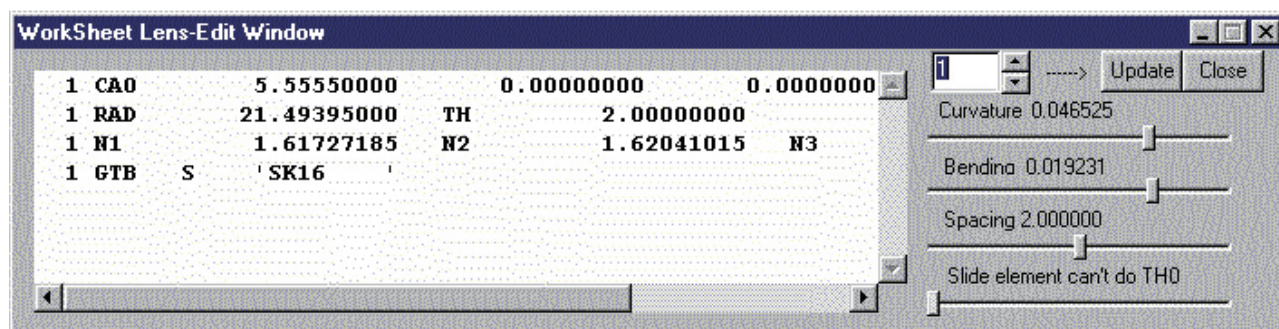 WorkSheet Lens-Edit Window
1 CAO 5.55550000 0.00000000 0.0000000
1 RAD 21.49395000 TH 2.00000000
1 N1 1.61727185 N2 1.62041015 N3
1 GTB S 'SK16 '
1 -----> Update Close
Curvature 0.046525
Bending 0.019231
Spacing 2.000000
Slide element can't do TH0